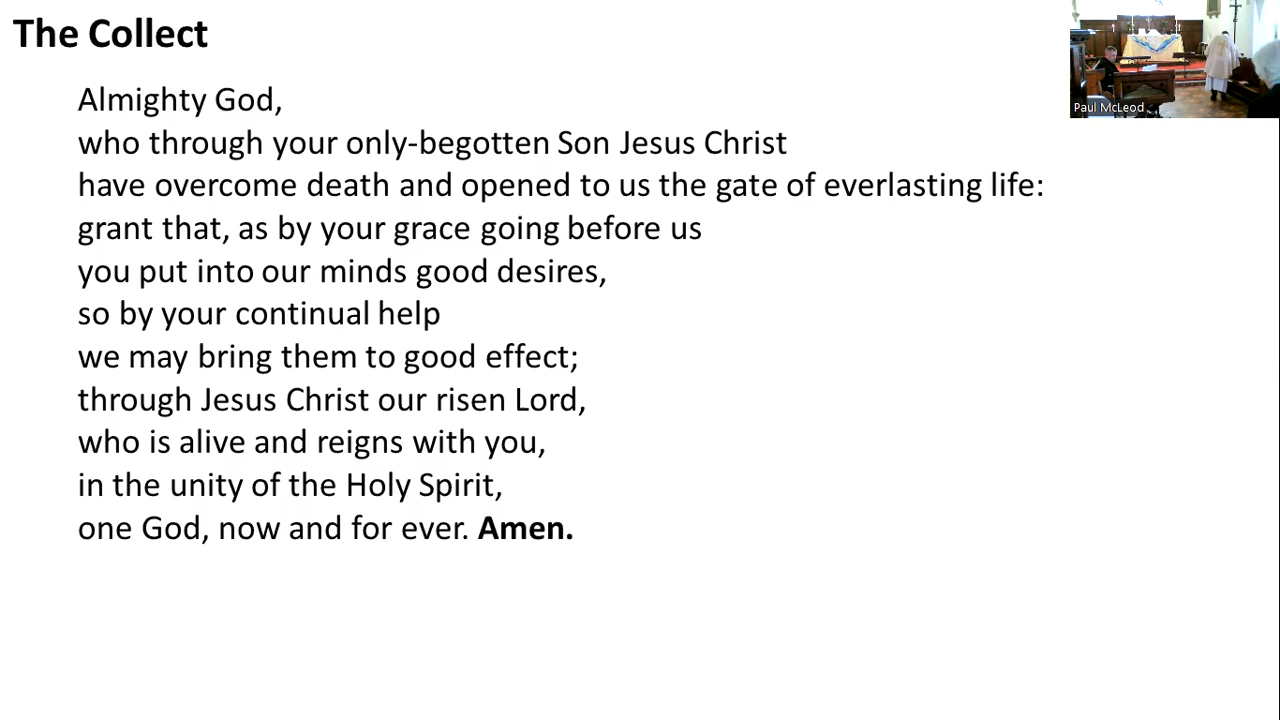 The Collect
Almighty God,
who through your only-begotten Son Jesus Christ
have overcome death and opened to us the gate of everlasting life:
grant that, as by your grace going before us
you put into our minds good desires,
so by your continual help
we may bring them to good effect;
through Jesus Christ our risen Lord,
who is alive and reigns with you,
in the unity of the Holy Spirit,
one God, now and for ever. Amen.
Paul McLeod